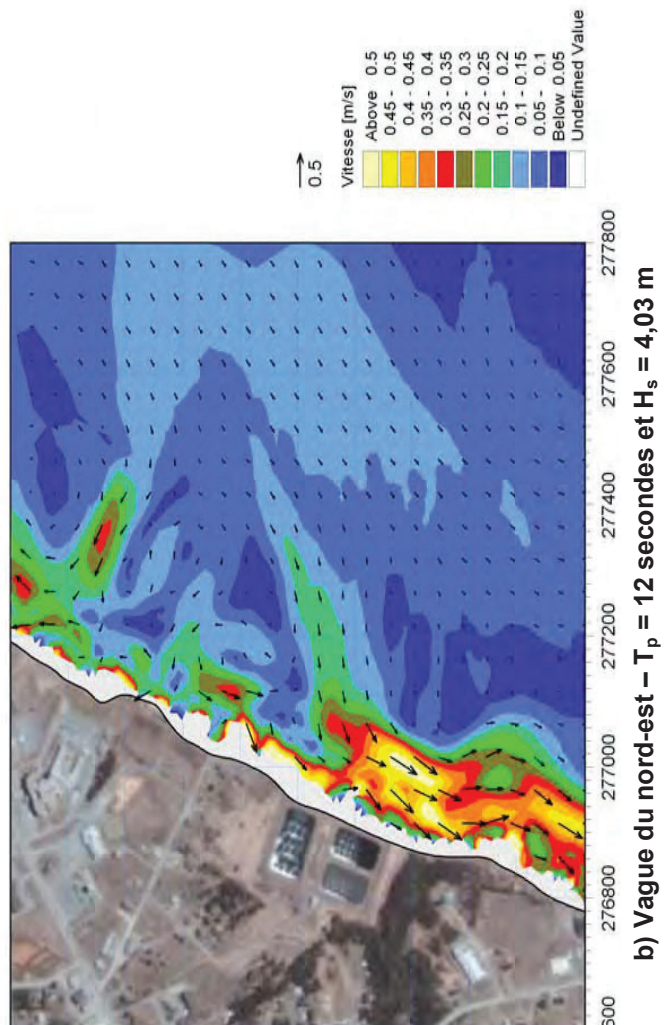 0.5
Vitesse [m/s]
Above 0.5
0.45 - 0.5
0.4 - 0.45
0.35 - 0.4
0.3 - 0.35
0.25 - 0.3
0.2 - 0.25
0.15 - 0.2
0.1 - 0.15
0.05 - 0.1
Below 0.05
Undefined Value
600 276800 277000 277200 277400 277600 277800
b) Vague du nord-est – Tp = 12 secondes et Hs = 4,03 m